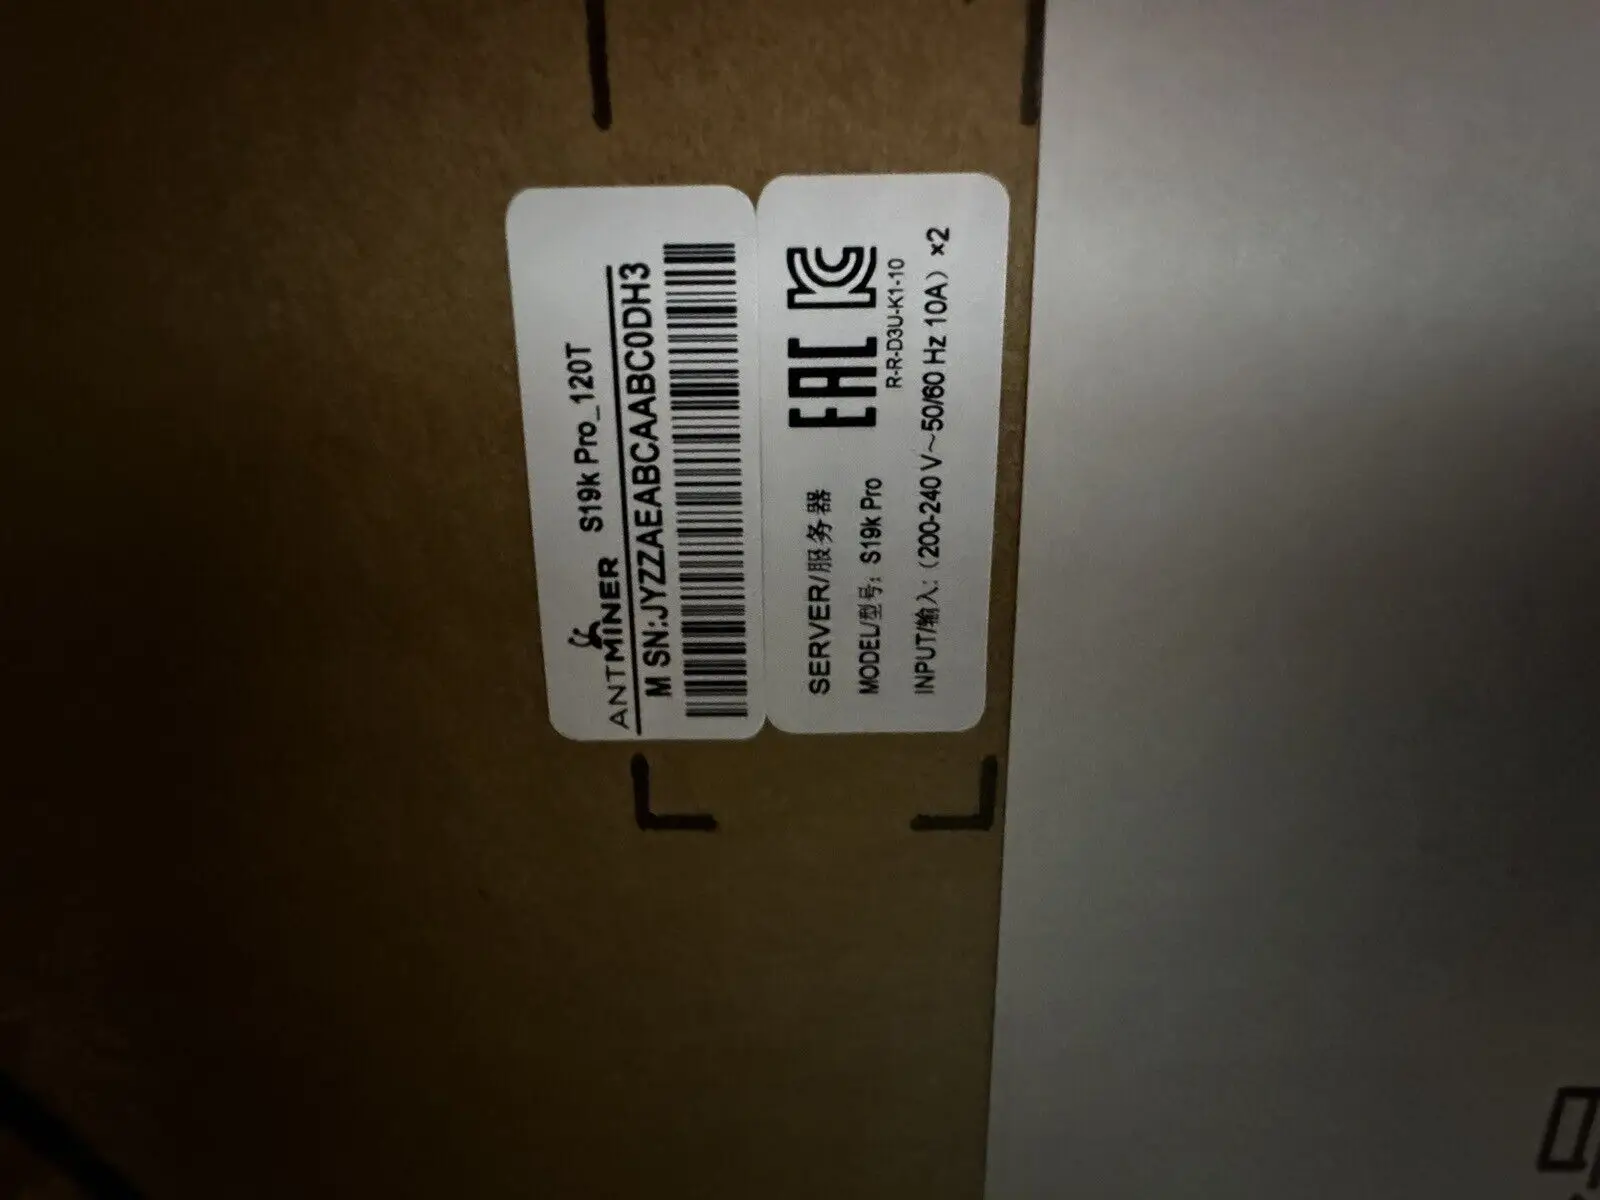 ANTMINER S19k Pro_120T
M SN:JYZZAEABCAABC0DH3
SERVER/服务器
EAC
R-R-D3U-K1-10
MODEL/型号: S19k Pro
INPUT/输入:(200-240 V～50/60 Hz 10A) ×2